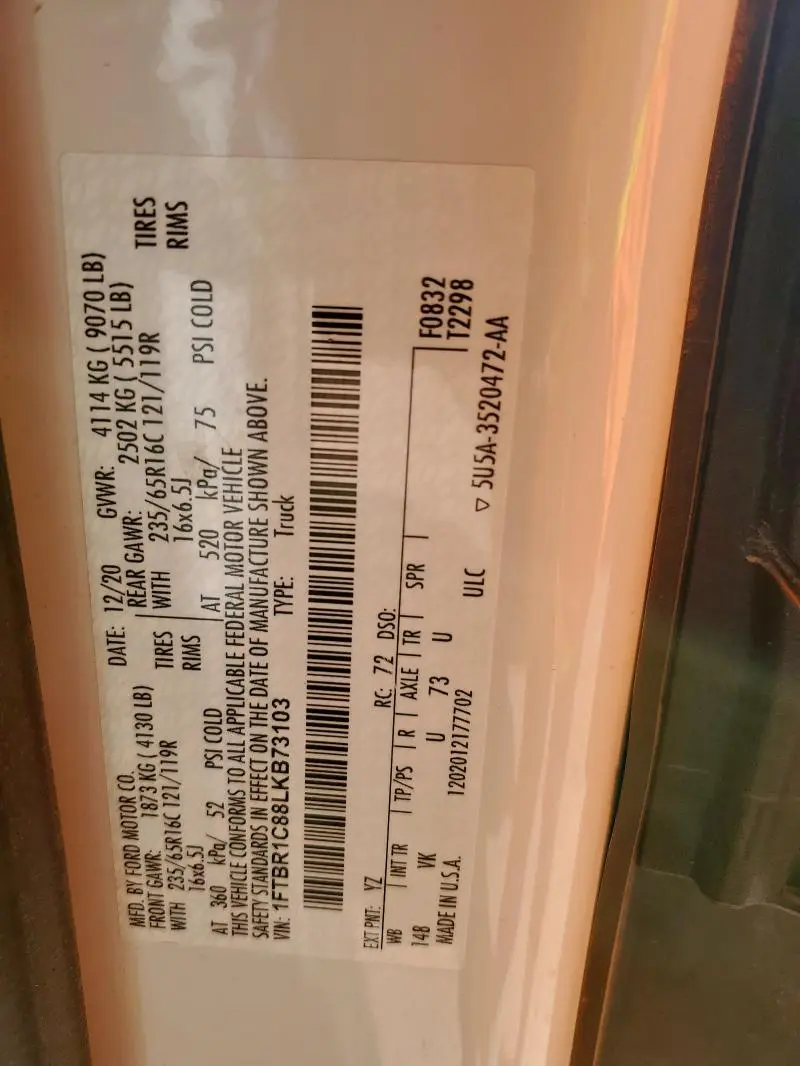 MFD. BY FORD MOTOR CO.
DATE: 12/20 GVWR: 4114 KG ( 9070 LB)
FRONT GAWR: 1873 KG ( 4130 LB)
REAR GAWR: 2502 KG ( 5515 LB)
WITH 235/65R16C 121/119R TIRES
WITH 235/65R16C 121/119R TIRES
16x6.5J RIMS
16x6.5J RIMS
AT 360 kPa/ 52 PSI COLD
AT 520 kPa/ 75 PSI COLD
THIS VEHICLE CONFORMS TO ALL APPLICABLE FEDERAL MOTOR VEHICLE
SAFETY STANDARDS IN EFFECT ON THE DATE OF MANUFACTURE SHOWN ABOVE.
VIN: 1FTBR1C88LKB73103 TYPE: Truck
EXT PNT: YZ RC: 72 DSO:
WB INT TR TP/PS R AXLE TR SPR F0832
148 VK U 73 U T2298
MADE IN U.S.A. 1202012177702 ULC ▽ 5U5A-3520472-AA